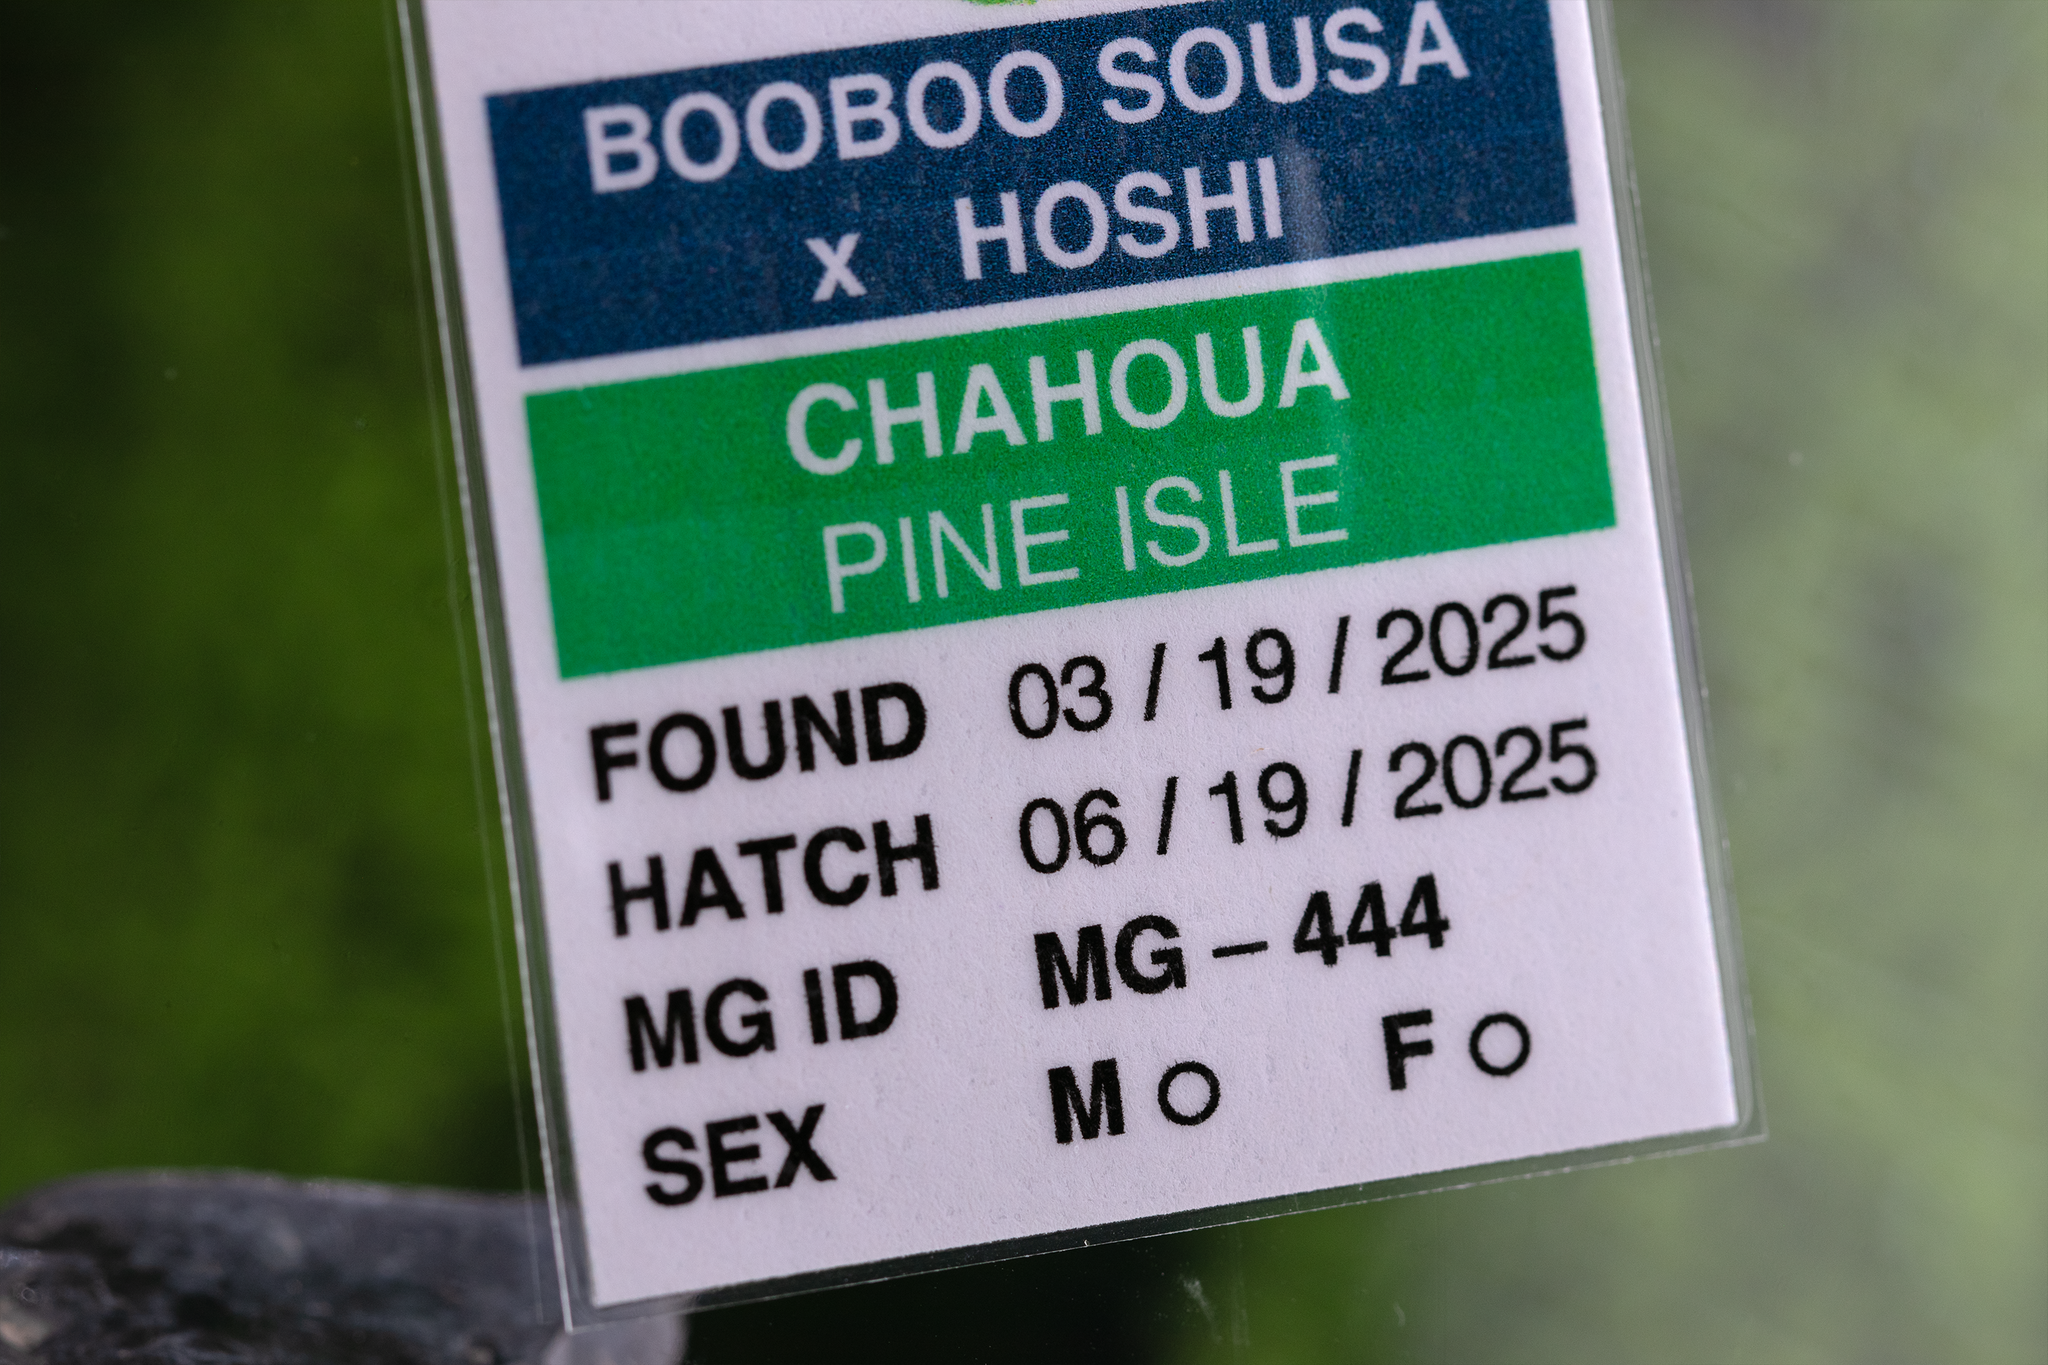 BOOBOO SOUSA
x HOSHI
CHAHOUA
PINE ISLE
FOUND 03 / 19 / 2025
HATCH 06 / 19 / 2025
MG ID MG – 444
SEX M O F O